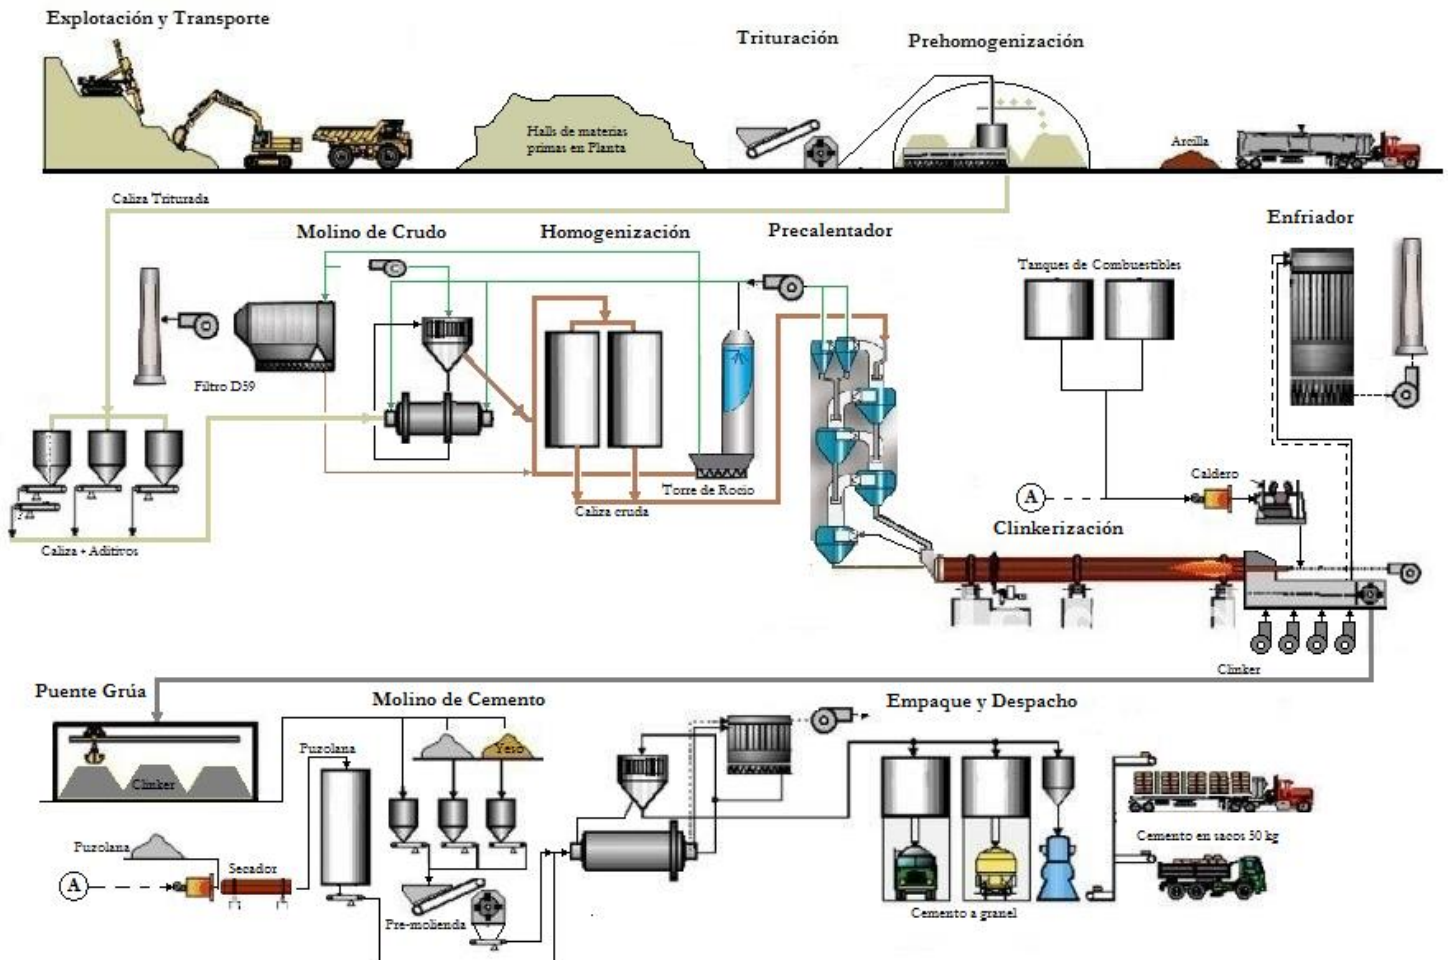 Explotación y Transporte
Trituración
Prehomogenización
Halls de materias
primas en Planta
Arcilla
Caliza Triturada
Molino de Crudo
Homogenización
Precalentador
Enfriador
Tanques de Combustibles
Filtro D39
Torre de Rocio
Caliza cruda
Caliza + Aditivos
Caldero
A
Clinkerización
Clinker
Puente Grúa
Molino de Cemento
Empaque y Despacho
Puzolana
Yeso
Clinker
Puzolana
Secador
A
Pre-molienda
Cemento a granel
Cemento en sacos 50 kg